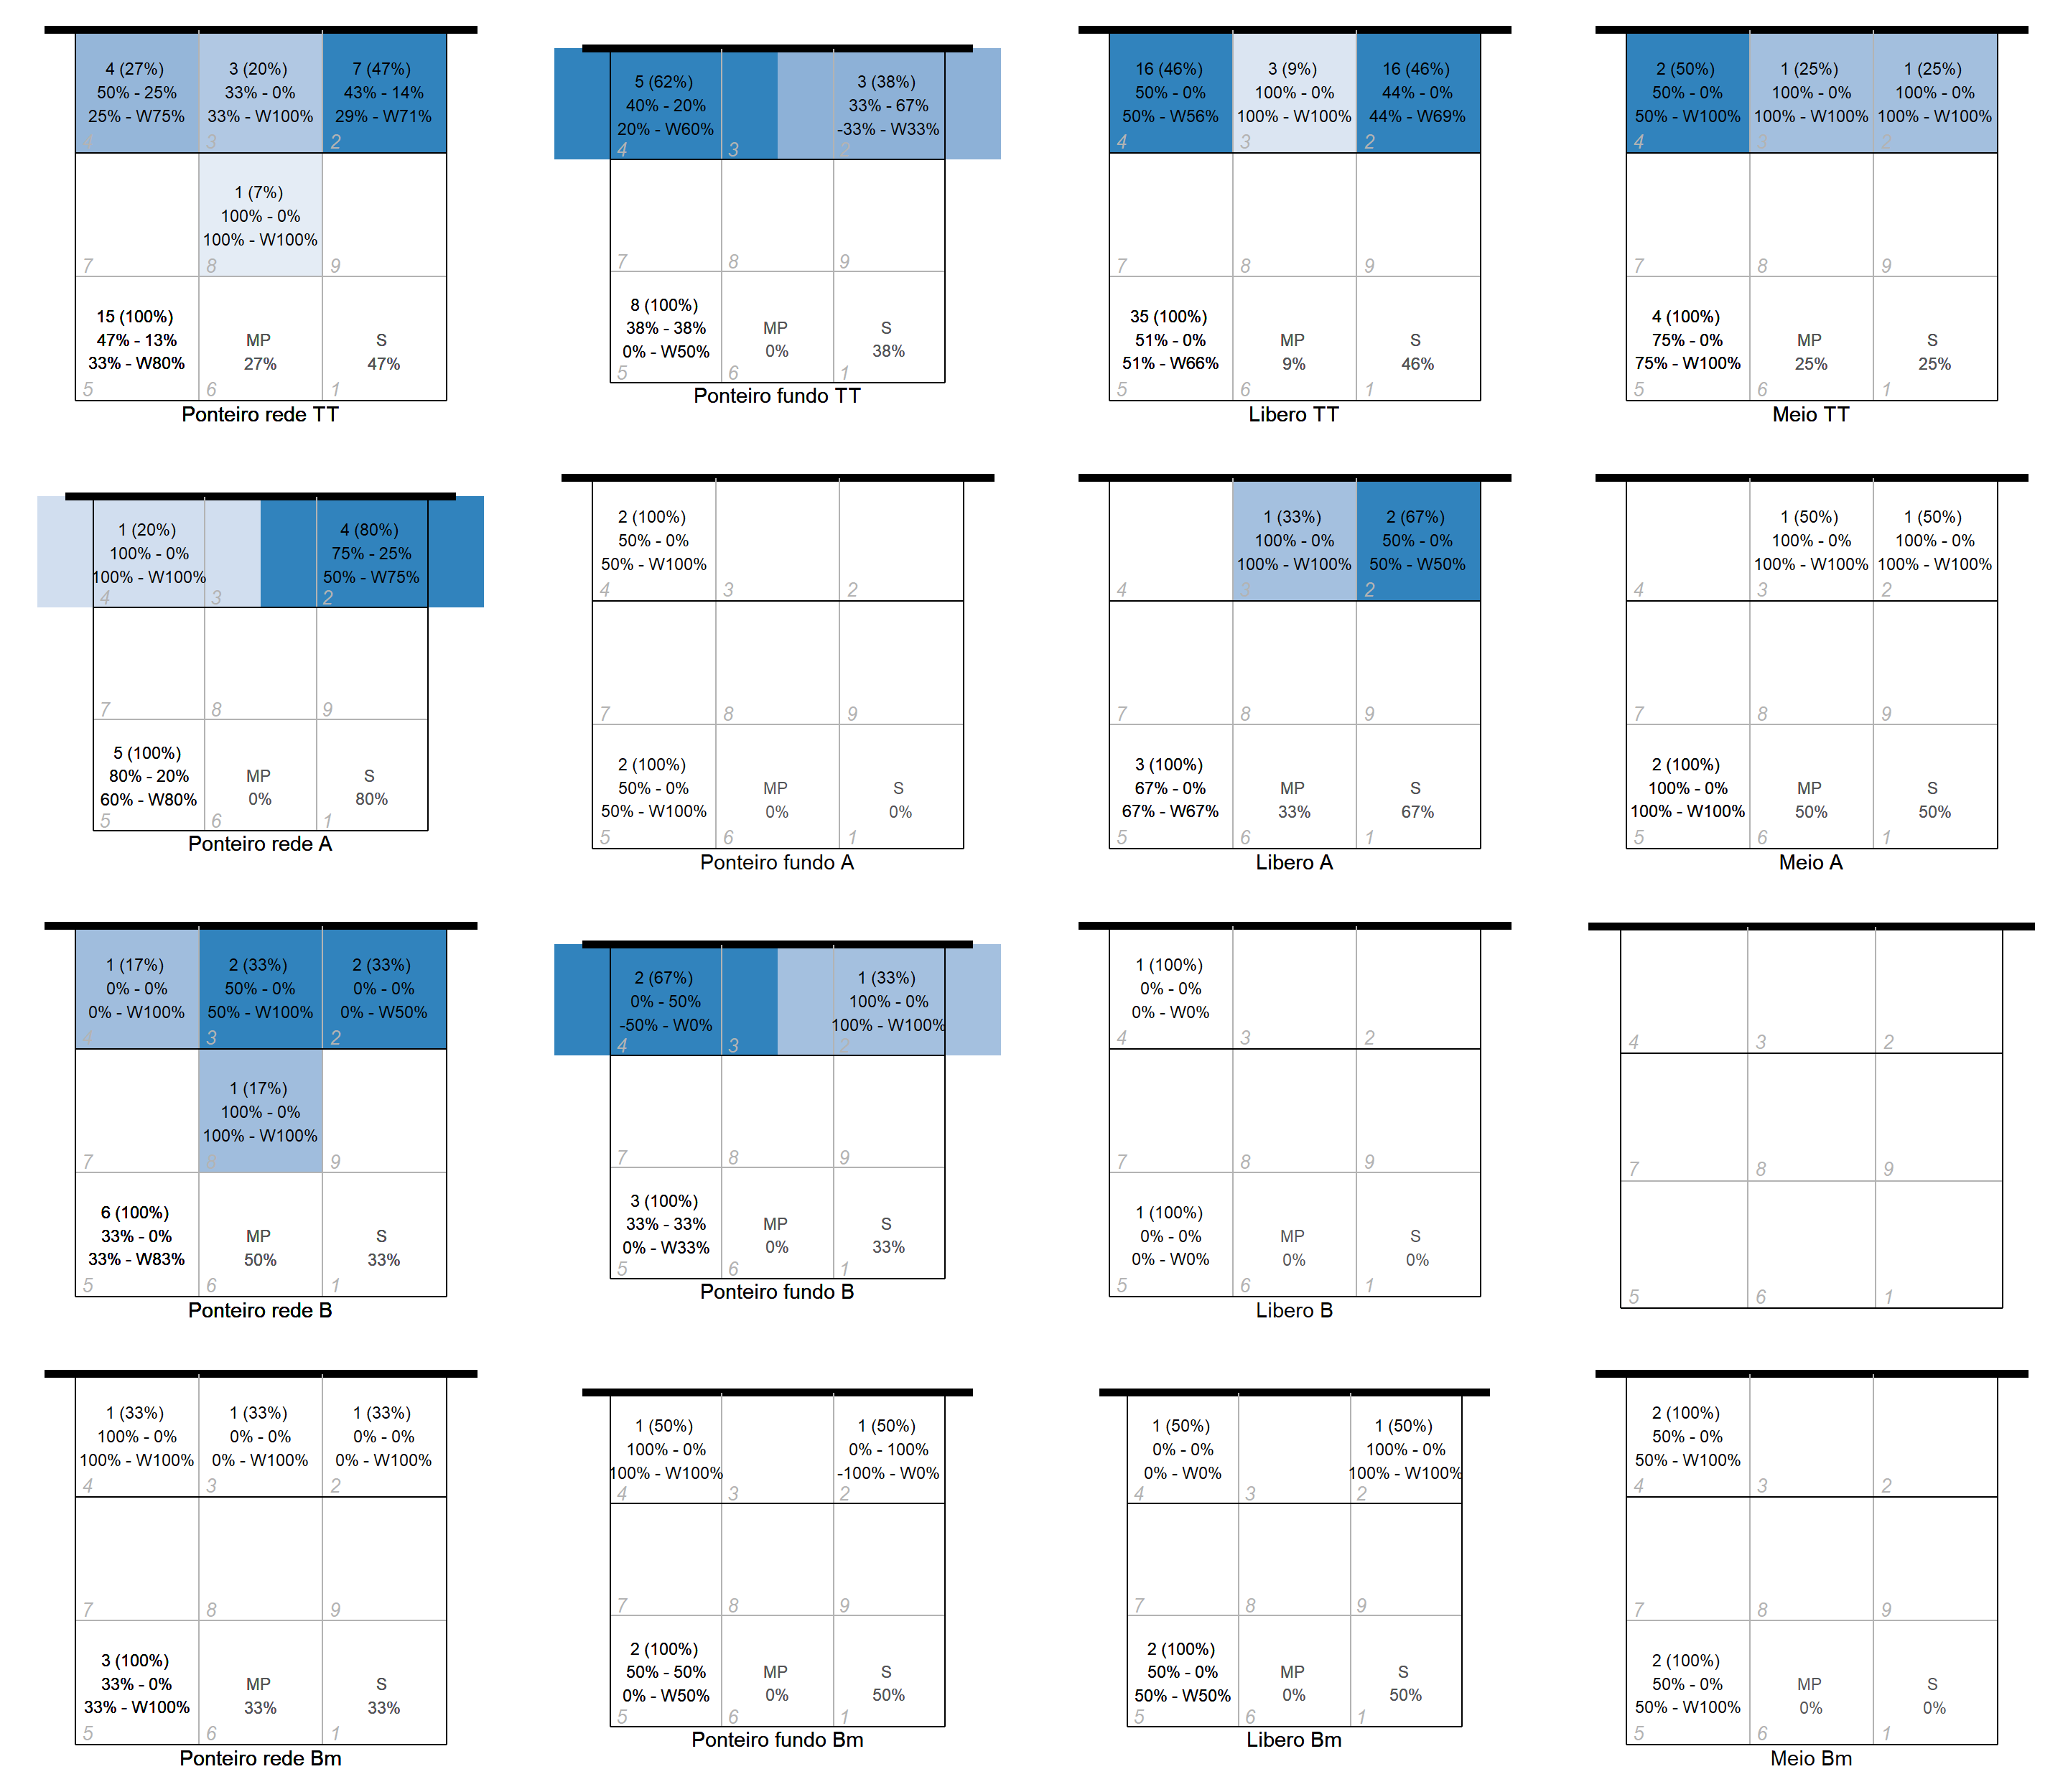 4 (27%)
50% - 25%
25% - W75%
4
3 (20%)
33% - 0%
33% - W100%
3
7 (47%)
43% - 14%
29% - W71%
2
7
1 (7%)
100% - 0%
100% - W100%
8
9
15 (100%)
47% - 13%
33% - W80%
5
MP
27%
6
S
47%
1
Ponteiro rede TT
5 (62%)
40% - 20%
20% - W60%
4
3
3 (38%)
33% - 67%
-33% - W33%
2
7
8
9
8 (100%)
38% - 38%
0% - W50%
5
MP
0%
6
S
38%
1
Ponteiro fundo TT
16 (46%)
50% - 0%
50% - W56%
4
3 (9%)
100% - 0%
100% - W100%
3
16 (46%)
44% - 0%
44% - W69%
2
7
8
9
35 (100%)
51% - 0%
51% - W66%
5
MP
9%
6
S
46%
1
Libero TT
2 (50%)
50% - 0%
50% - W100%
4
1 (25%)
100% - 0%
100% - W100%
3
1 (25%)
100% - 0%
100% - W100%
2
7
8
9
4 (100%)
75% - 0%
75% - W100%
5
MP
25%
6
S
25%
1
Meio TT
1 (20%)
100% - 0%
100% - W100%
4
3
4 (80%)
75% - 25%
50% - W75%
2
7
8
9
5 (100%)
80% - 20%
60% - W80%
5
MP
0%
6
S
80%
1
Ponteiro rede A
2 (100%)
50% - 0%
50% - W100%
4
3
2
7
8
9
2 (100%)
50% - 0%
50% - W100%
5
MP
0%
6
S
0%
1
Ponteiro fundo A
4
1 (33%)
100% - 0%
100% - W100%
3
2 (67%)
50% - 0%
50% - W50%
2
7
8
9
3 (100%)
67% - 0%
67% - W67%
5
MP
33%
6
S
67%
1
Libero A
4
1 (50%)
100% - 0%
100% - W100%
3
1 (50%)
100% - 0%
100% - W100%
2
7
8
9
2 (100%)
100% - 0%
100% - W100%
5
MP
50%
6
S
50%
1
Meio A
1 (17%)
0% - 0%
0% - W100%
4
2 (33%)
50% - 0%
50% - W100%
3
2 (33%)
0% - 0%
0% - W50%
2
7
1 (17%)
100% - 0%
100% - W100%
8
9
6 (100%)
33% - 0%
33% - W83%
5
MP
50%
6
S
33%
1
Ponteiro rede B
2 (67%)
0% - 50%
-50% - W0%
4
3
1 (33%)
100% - 0%
100% - W100%
2
7
8
9
3 (100%)
33% - 33%
0% - W33%
5
MP
0%
6
S
33%
1
Ponteiro fundo B
1 (100%)
0% - 0%
0% - W0%
4
3
2
7
8
9
1 (100%)
0% - 0%
0% - W0%
5
MP
0%
6
S
0%
1
Libero B
4
3
2
7
8
9
5
6
1
1 (33%)
100% - 0%
100% - W100%
4
1 (33%)
0% - 0%
0% - W100%
3
1 (33%)
0% - 0%
0% - W100%
2
7
8
9
3 (100%)
33% - 0%
33% - W100%
5
MP
33%
6
S
33%
1
Ponteiro rede Bm
1 (50%)
100% - 0%
100% - W100%
4
3
1 (50%)
0% - 100%
-100% - W0%
2
7
8
9
2 (100%)
50% - 50%
0% - W50%
5
MP
0%
6
S
50%
1
Ponteiro fundo Bm
1 (50%)
0% - 0%
0% - W0%
4
3
1 (50%)
100% - 0%
100% - W100%
2
7
8
9
2 (100%)
50% - 0%
50% - W50%
5
MP
0%
6
S
50%
1
Libero Bm
2 (100%)
50% - 0%
50% - W100%
4
3
2
7
8
9
2 (100%)
50% - 0%
50% - W100%
5
MP
0%
6
S
0%
1
Meio Bm